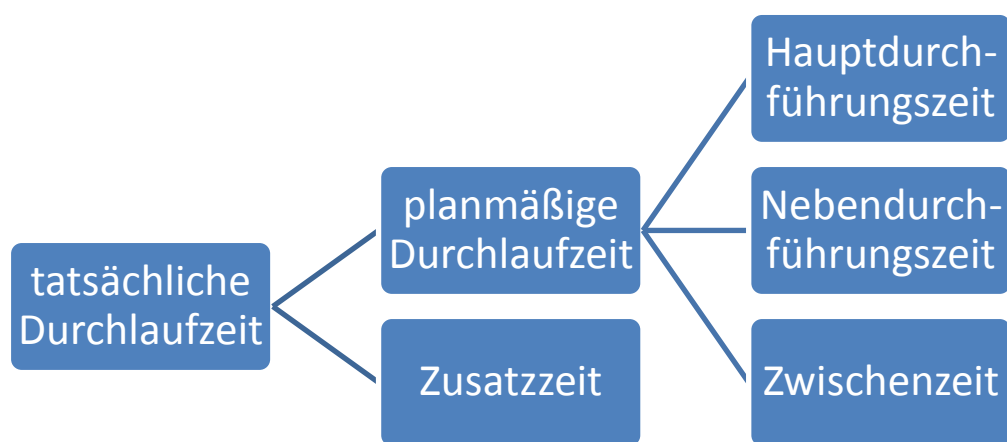 tatsächliche
Durchlaufzeit
planmäßige
Durchlaufzeit
Zusatzzeit
Hauptdurch-
führungszeit
Nebendurch-
führungszeit
Zwischenzeit